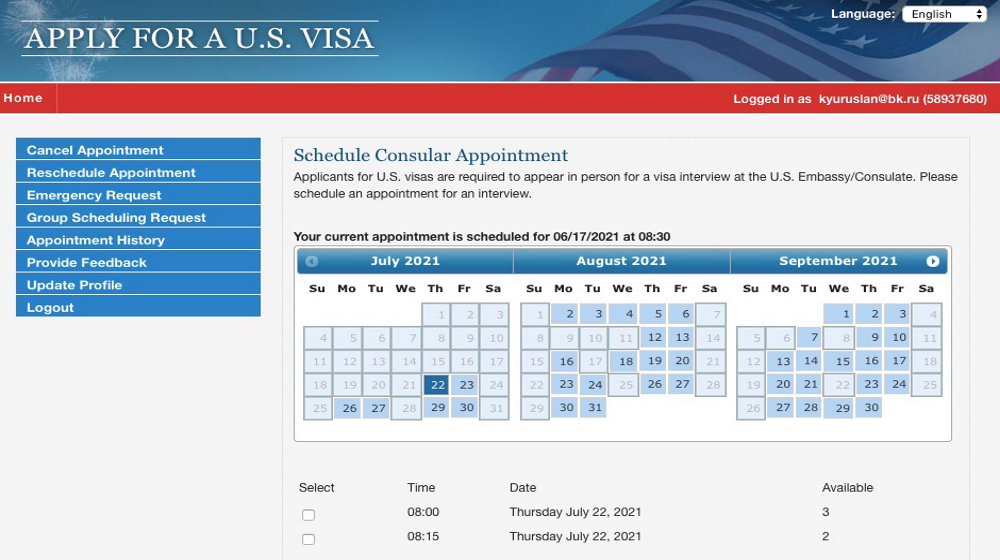 Language: English
APPLY FOR A U.S. VISA
Home
Logged in as kyuruslan@bk.ru (58937680)
Cancel Appointment
Reschedule Appointment
Emergency Request
Group Scheduling Request
Appointment History
Provide Feedback
Update Profile
Logout
Schedule Consular Appointment
Applicants for U.S. visas are required to appear in person for a visa interview at the U.S. Embassy/Consulate. Please
schedule an appointment for an interview.
Your current appointment is scheduled for 06/17/2021 at 08:30
July 2021
Su Mo Tu We Th Fr Sa
1 2 3
4 5 6 7 8 9 10
11 12 13 14 15 16 17
18 19 20 21 22 23 24
25 26 27 28 29 30 31
August 2021
Su Mo Tu We Th Fr Sa
1 2 3 4 5 6 7
8 9 10 11 12 13 14
15 16 17 18 19 20 21
22 23 24 25 26 27 28
29 30 31
September 2021
Su Mo Tu We Th Fr Sa
1 2 3 4
5 6 7 8 9 10 11
12 13 14 15 16 17 18
19 20 21 22 23 24 25
26 27 28 29 30
Select Time Date Available
08:00 Thursday July 22, 2021 3
08:15 Thursday July 22, 2021 2